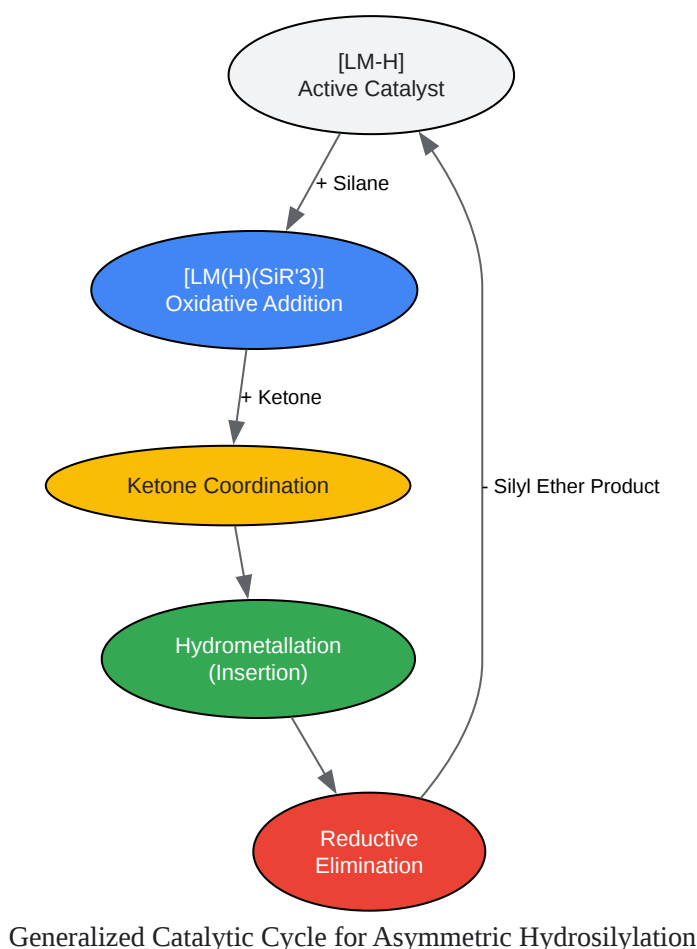 [LM-H]
Active Catalyst
+ Silane
[LM(H)(SiR'3)]
Oxidative Addition
+ Ketone
Ketone Coordination
- Silyl Ether Product
Hydrometallation
(Insertion)
Reductive
Elimination
Generalized Catalytic Cycle for Asymmetric Hydrosilylation